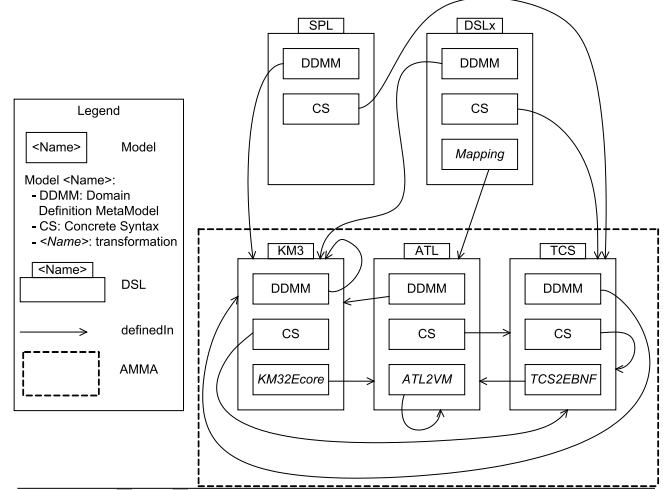 SPL
DDMM
CS
DSLx
DDMM
CS
Mapping
Legend
<Name>
Model
Model <Name>:
- DDMM: Domain
Definition MetaModel
- CS: Concrete Syntax
- <Name>: transformation
<Name>
DSL
definedIn
AMMA
KM3
DDMM
CS
KM32Ecore
ATL
DDMM
CS
ATL2VM
TCS
DDMM
CS
TCS2EBNF